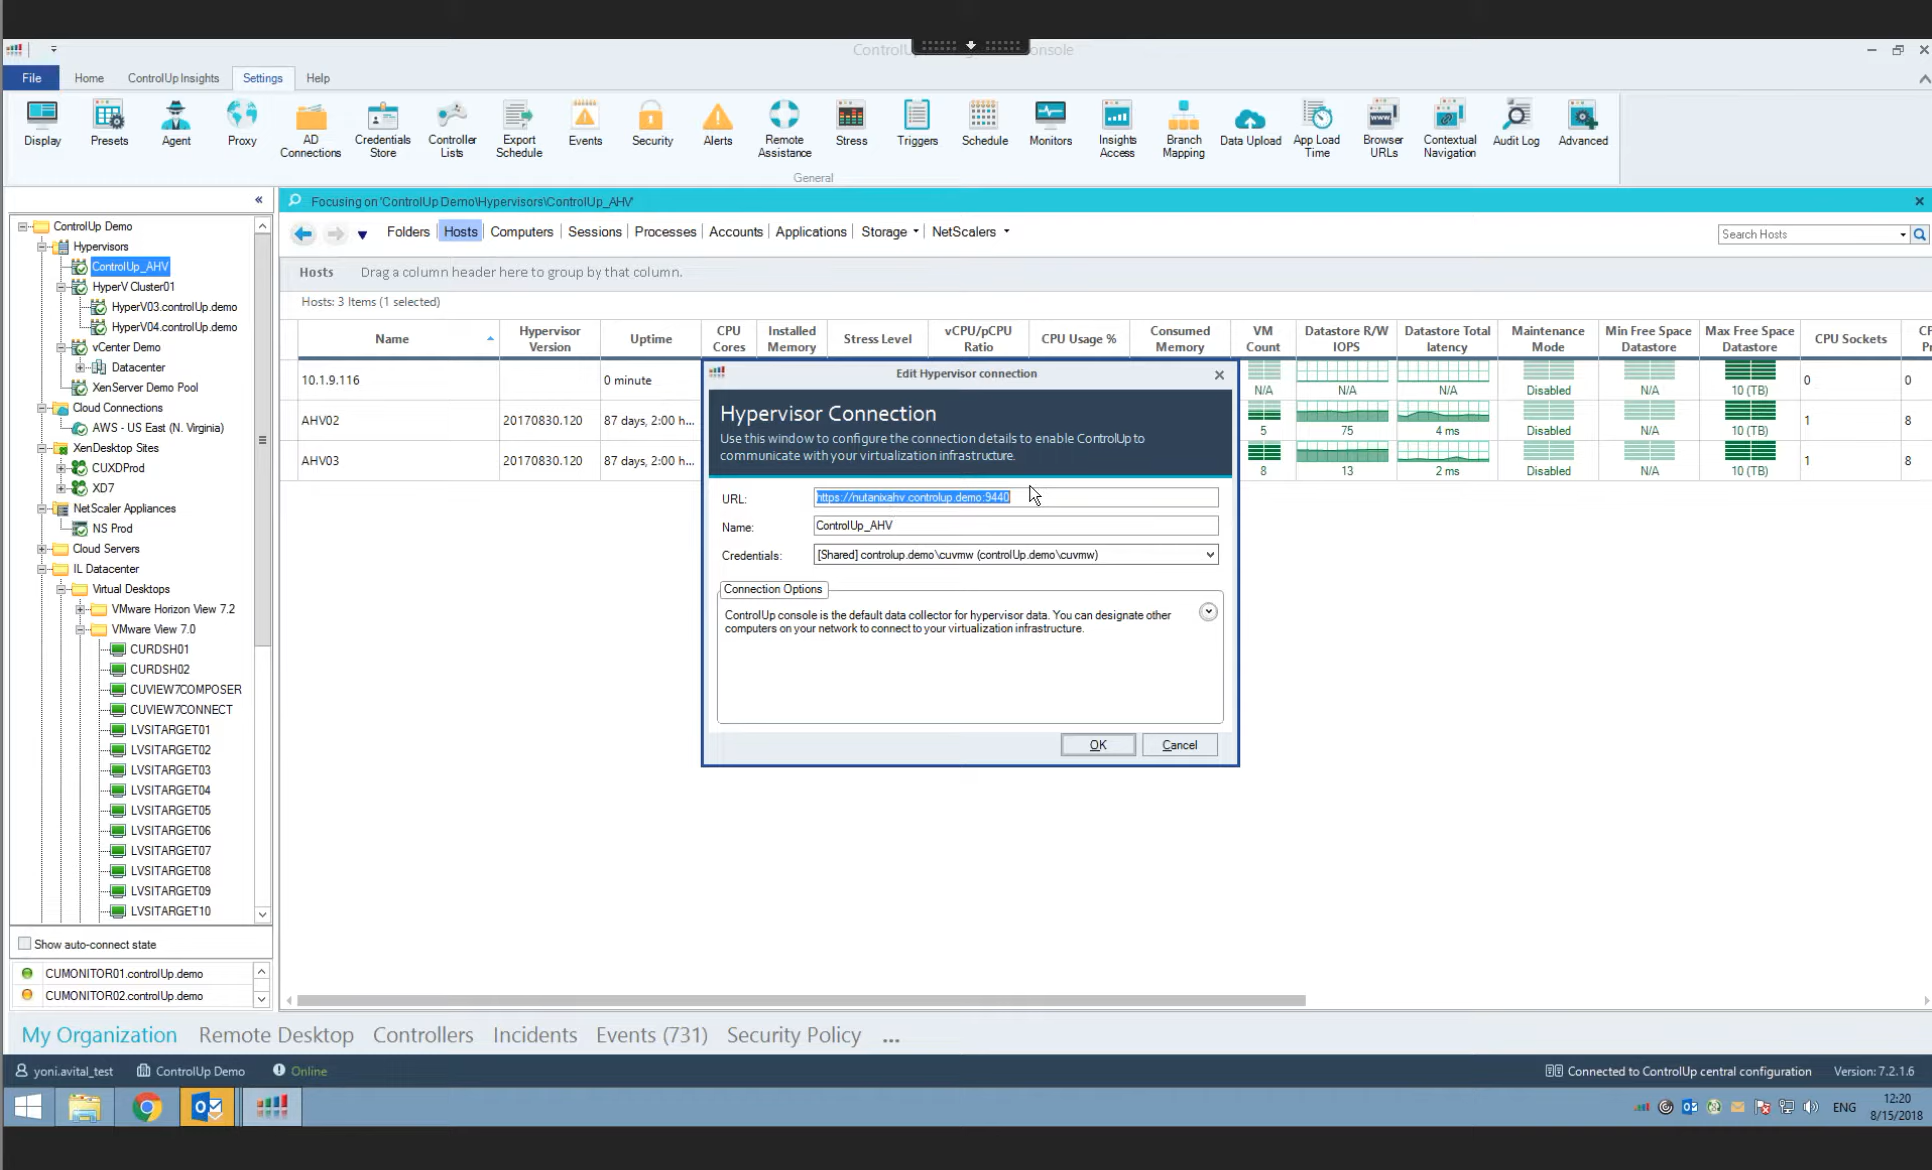 ControlU onsole
File Home ControlUp Insights Settings Help
Display Presets Agent Proxy AD Connections Credentials Store Controller Lists Export Schedule Events Security Alerts Remote Assistance Stress Triggers Schedule Monitors Insights Access Branch Mapping Data Upload App Load Time Browser URLs Contextual Navigation Audit Log Advanced
General
«
Focusing on 'ControlUp Demo\Hypervisors\ControlUp_AHV'
Folders Hosts Computers Sessions Processes Accounts Applications Storage NetScalers
Search Hosts
Hosts Drag a column header here to group by that column.
Hosts: 3 Items (1 selected)
Name Hypervisor Version Uptime CPU Cores Installed Memory Stress Level vCPU/pCPU Ratio CPU Usage % Consumed Memory VM Count Datastore R/W IOPS Datastore Total latency Maintenance Mode Min Free Space Datastore Max Free Space Datastore CPU Sockets
10.1.9.116 0 minute N/A N/A N/A Disabled N/A 10 (TB) 0 0
AHV02 20170830.120 87 days, 2:00 h... 5 75 4 ms Disabled N/A 10 (TB) 1 8
AHV03 20170830.120 87 days, 2:00 h... 8 13 2 ms Disabled N/A 10 (TB) 1 8
ControlUp Demo
Hypervisors
ControlUp_AHV
HyperV Cluster01
HyperV03.controlUp.demo
HyperV04.controlUp.demo
vCenter Demo
Datacenter
XenServer Demo Pool
Cloud Connections
AWS - US East (N. Virginia)
XenDesktop Sites
CUXDProd
XD7
NetScaler Appliances
NS Prod
Cloud Servers
IL Datacenter
Virtual Desktops
VMware Horizon View 7.2
VMware View 7.0
CURDSH01
CURDSH02
CUVIEW7COMPOSER
CUVIEW7CONNECT
LVSITARGET01
LVSITARGET02
LVSITARGET03
LVSITARGET04
LVSITARGET05
LVSITARGET06
LVSITARGET07
LVSITARGET08
LVSITARGET09
LVSITARGET10
Show auto-connect state
CUMONITOR01.controlUp.demo
CUMONITOR02.controlUp.demo
Edit Hypervisor connection
Hypervisor Connection
Use this window to configure the connection details to enable ControlUp to
communicate with your virtualization infrastructure.
URL: https://nutanixahv.controlup.demo:9440
Name: ControlUp_AHV
Credentials: [Shared] controlup.demo\cuvmw (controlUp.demo\cuvmw)
Connection Options
ControlUp console is the default data collector for hypervisor data. You can designate other
computers on your network to connect to your virtualization infrastructure.
OK Cancel
My Organization Remote Desktop Controllers Incidents Events (731) Security Policy ...
yoni.avital_test ControlUp Demo Online Connected to ControlUp central configuration Version: 7.2.1.6
ENG 12:20
8/15/2018